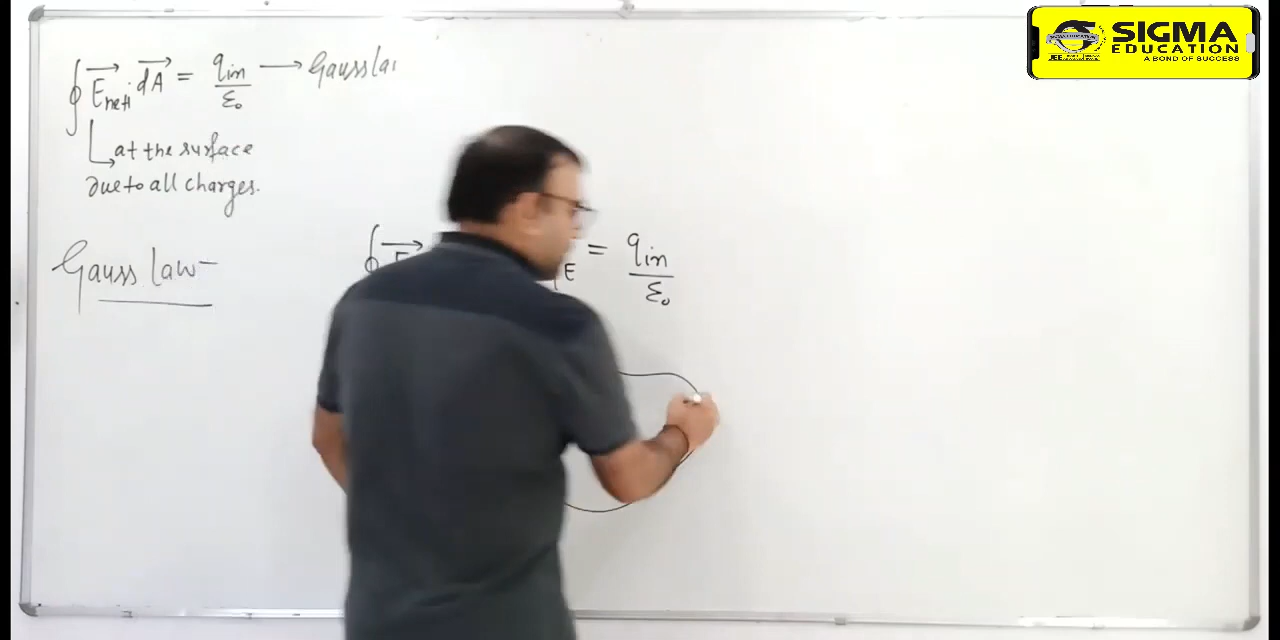 ∮ E⃗net · dA⃗ = qin/ε₀ → Gauss
at the surface
due to all charges.
Gauss Law –
∮ E = qin/ε₀
SIGMA
EDUCATION
A BOND OF SUCCESS